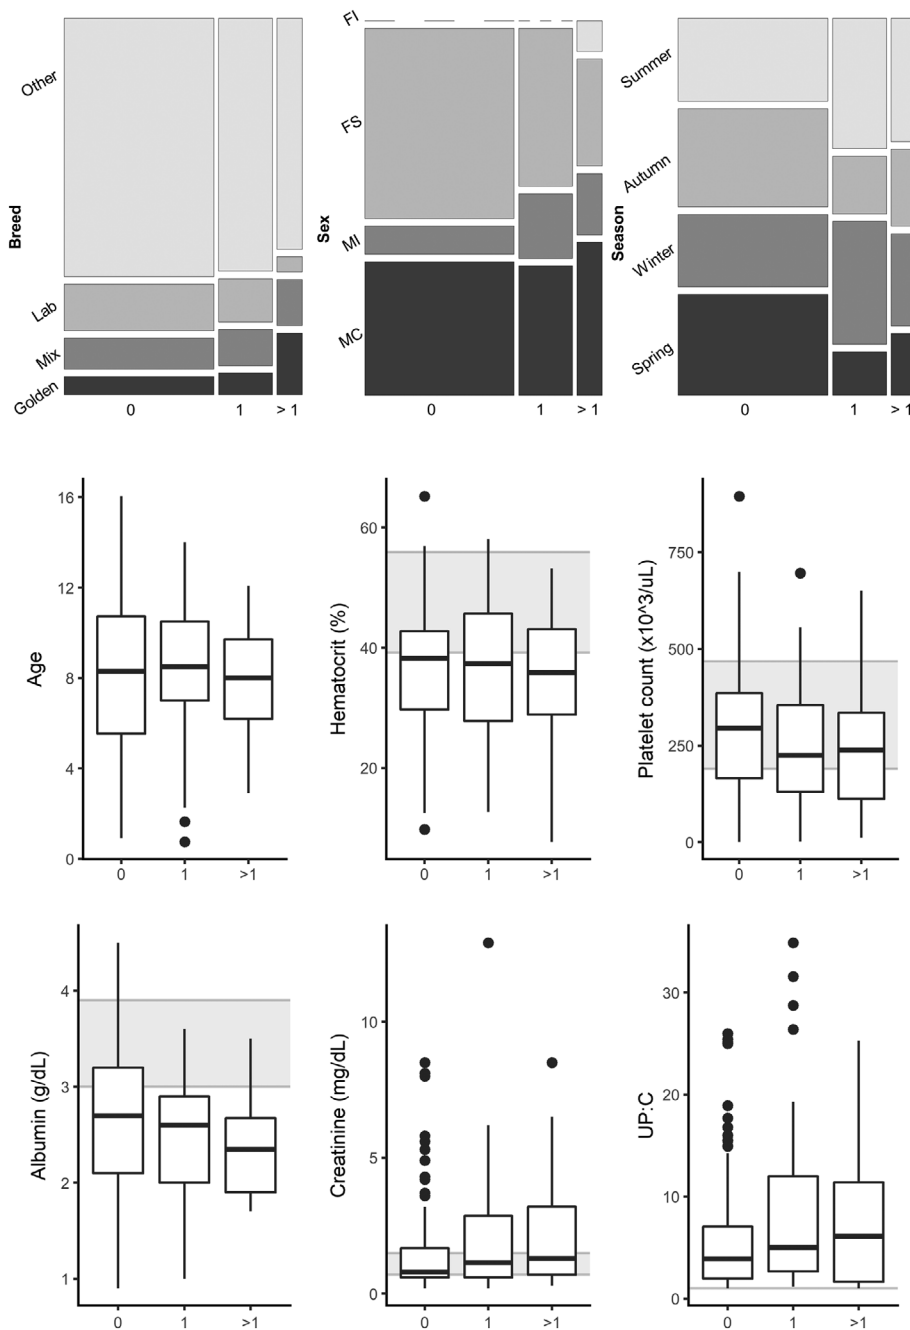 Breed
Other
Lab
Mix
Golden
0 1 > 1
Sex
FI
FS
MI
MC
0 1 > 1
Season
Summer
Autumn
Winter
Spring
0 1 > 1
Age
16
12
8
4
0
0 1 >1
Hematocrit (%)
60
40
20
0 1 >1
Platelet count (x10^3/uL)
750
500
250
0
0 1 >1
Albumin (g/dL)
4
3
2
1
0 1 >1
Creatinine (mg/dL)
10
5
0
0 1 >1
UP:C
30
20
10
0
0 1 >1